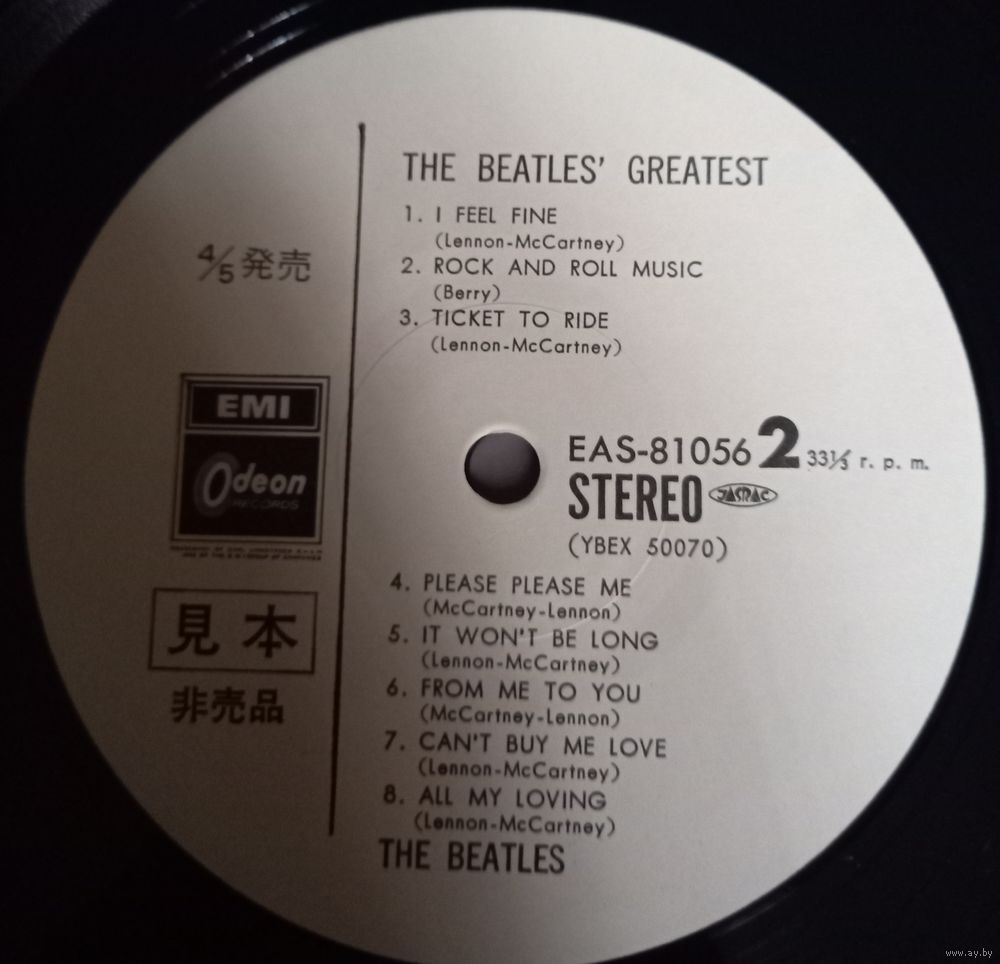 THE BEATLES' GREATEST
1. I FEEL FINE
(Lennon-McCartney)
2. ROCK AND ROLL MUSIC
(Berry)
3. TICKET TO RIDE
(Lennon-McCartney)
4/5発売
EMI
Odeon
RECORDS
EAS-81056 2 33⅓ r. p. m.
STEREO JASRAC
(YBEX 50070)
見本
非売品
4. PLEASE PLEASE ME
(McCartney-Lennon)
5. IT WON'T BE LONG
(Lennon-McCartney)
6. FROM ME TO YOU
(McCartney-Lennon)
7. CAN'T BUY ME LOVE
(Lennon-McCartney)
8. ALL MY LOVING
(Lennon-McCartney)
THE BEATLES
www.ay.by